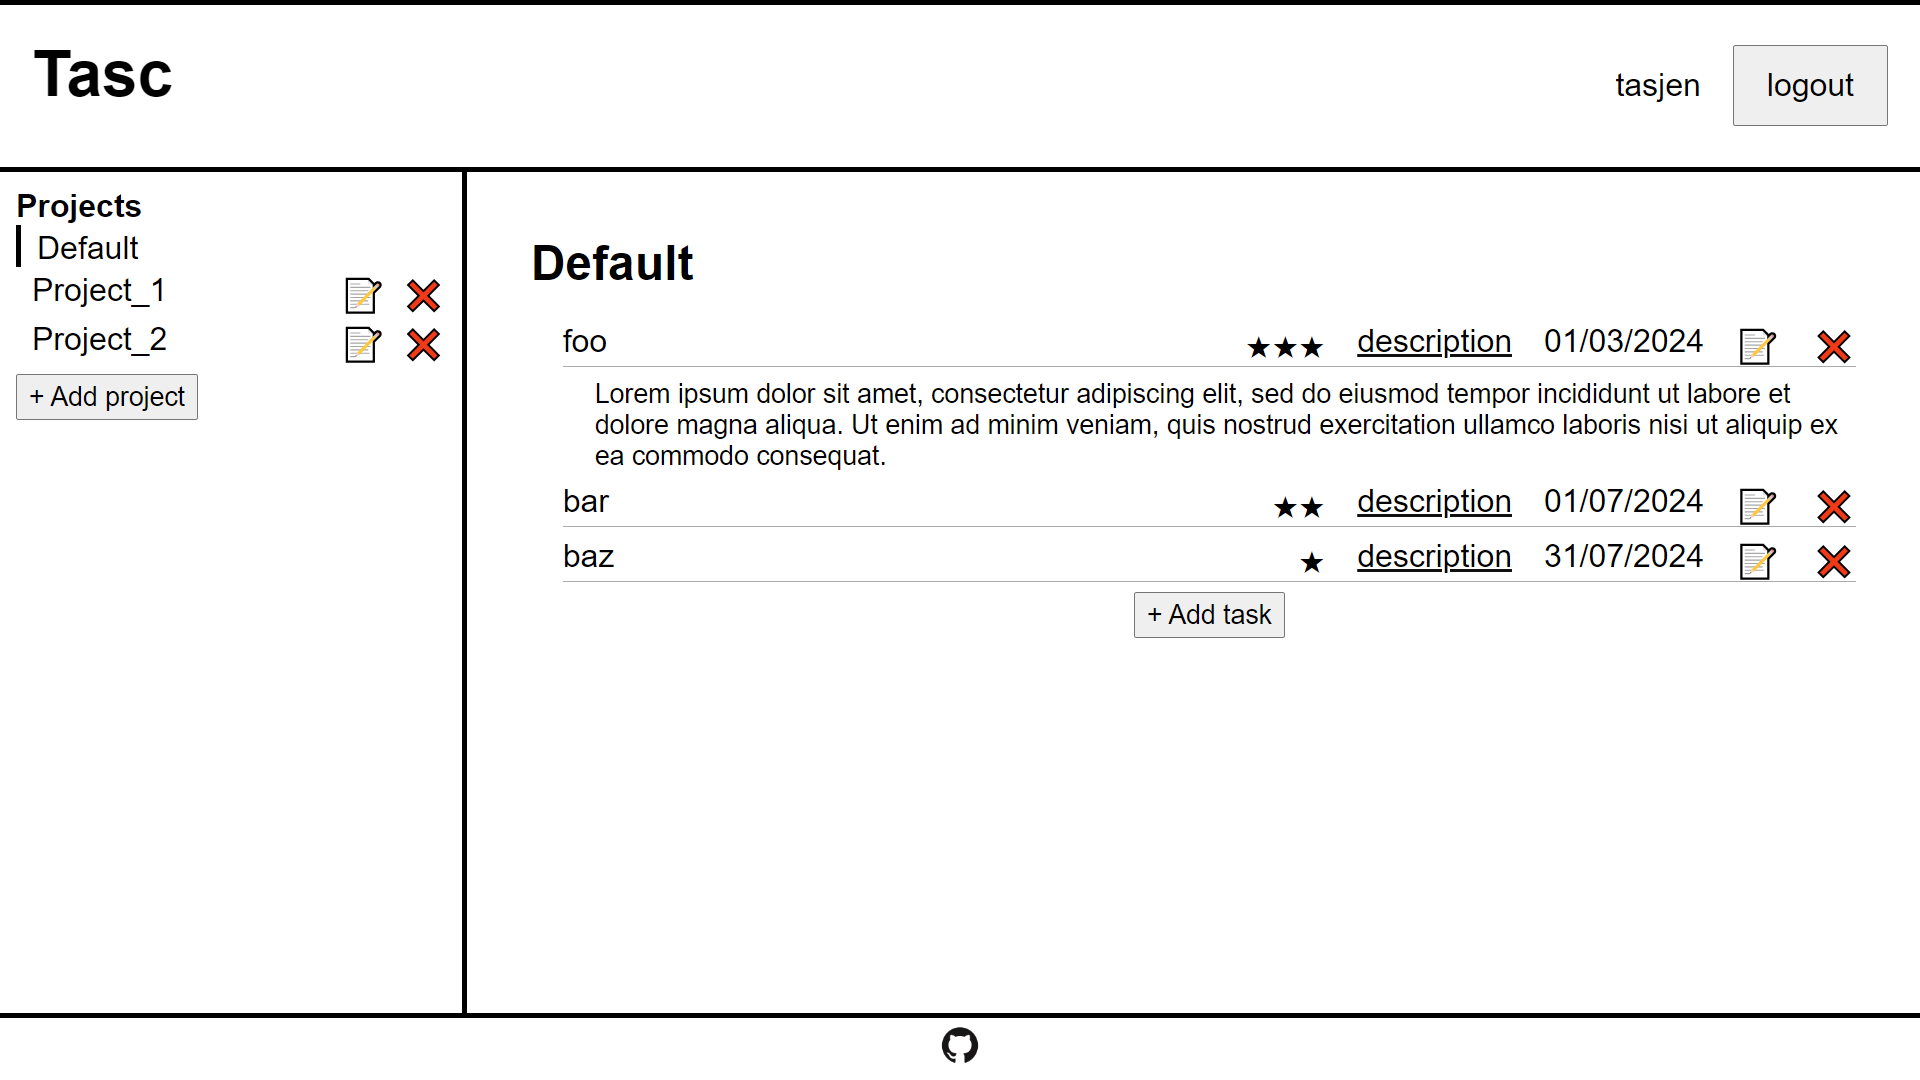 Tasc
tasjen
logout
Projects
Default
Project_1
Project_2
+ Add project
Default
foo ★★★ description 01/03/2024
Lorem ipsum dolor sit amet, consectetur adipiscing elit, sed do eiusmod tempor incididunt ut labore et
dolore magna aliqua. Ut enim ad minim veniam, quis nostrud exercitation ullamco laboris nisi ut aliquip ex
ea commodo consequat.
bar ★★ description 01/07/2024
baz ★ description 31/07/2024
+ Add task